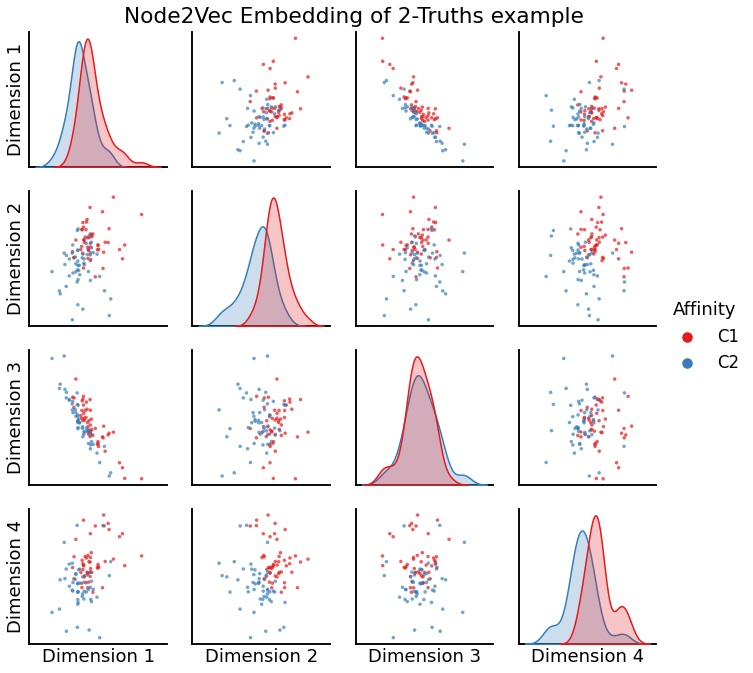 Node2Vec Embedding of 2-Truths example
Dimension 1
Dimension 2
Dimension 3
Dimension 4
Affinity
C1
C2
Dimension 1
Dimension 2
Dimension 3
Dimension 4